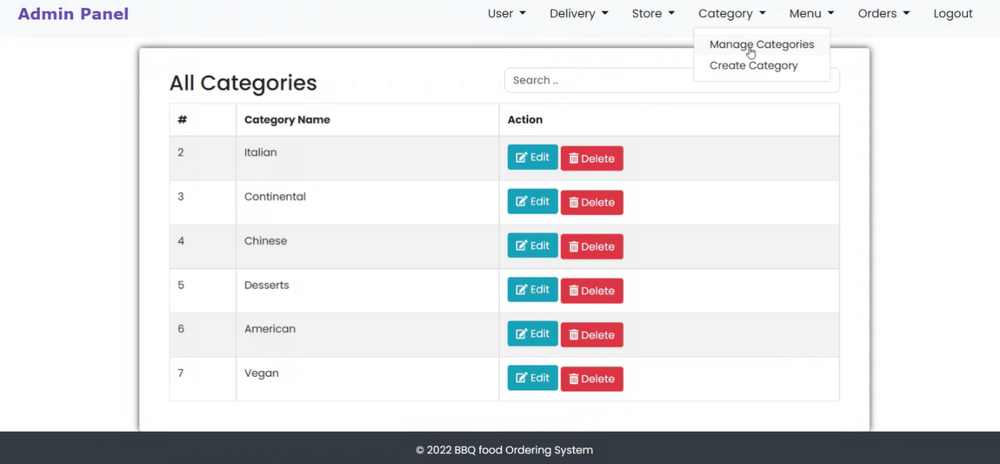 Admin Panel User Delivery Store Category Menu Orders Logout
Manage Categories
Create Category
All Categories Search ..
# Category Name Action
2 Italian Edit Delete
3 Continental Edit Delete
4 Chinese Edit Delete
5 Desserts Edit Delete
6 American Edit Delete
7 Vegan Edit Delete
© 2022 BBQ food Ordering System